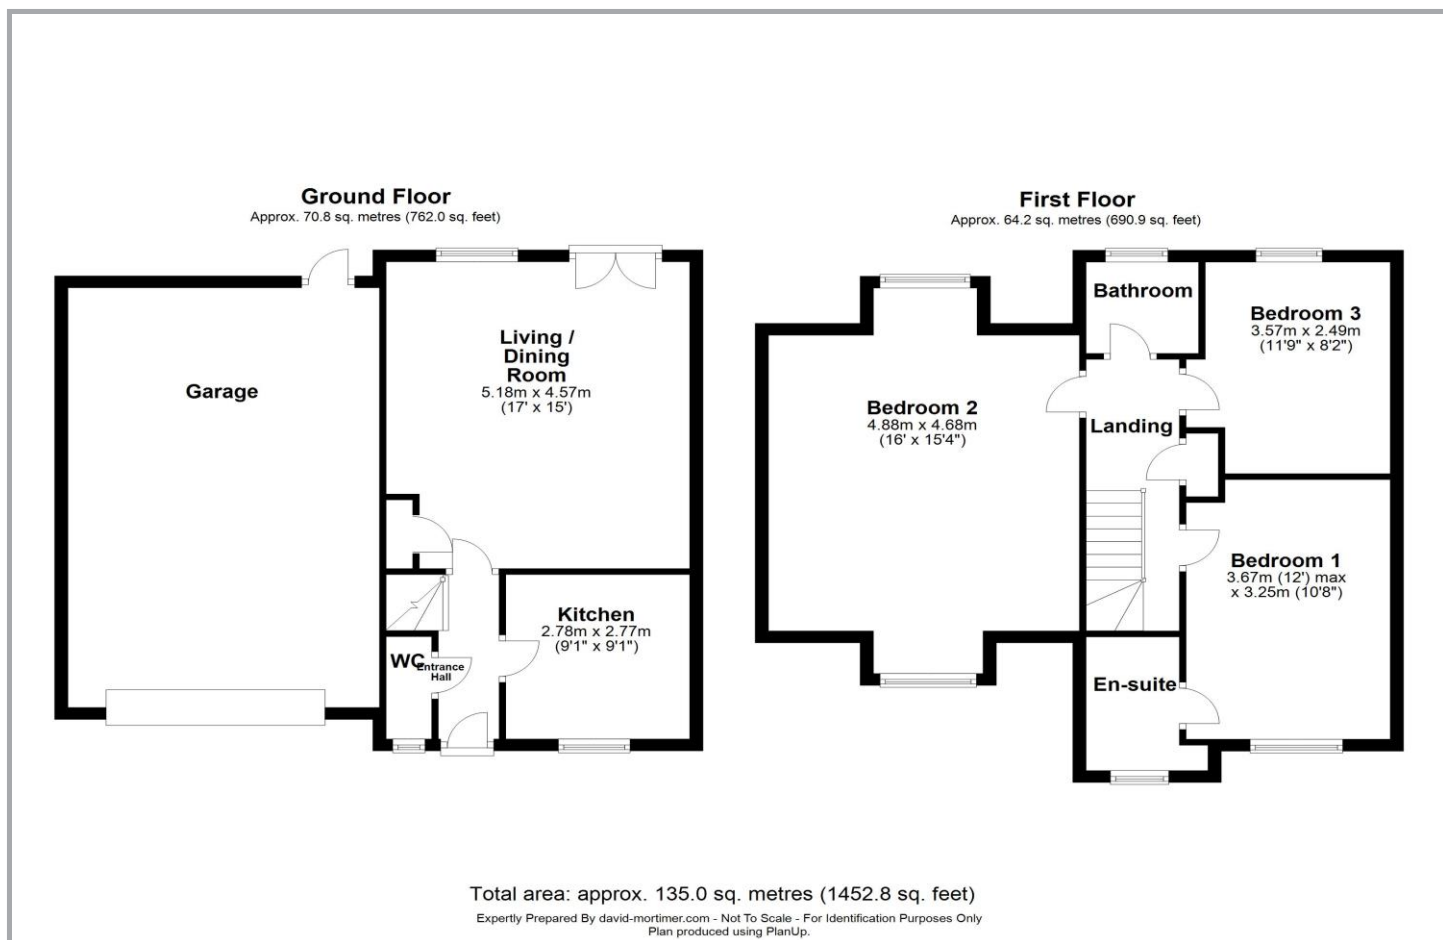 Ground Floor
Approx. 70.8 sq. metres (762.0 sq. feet)
Living /
Dining
Room
5.18m x 4.57m
(17' x 15')
Garage
Kitchen
2.78m x 2.77m
(9'1" x 9'1")
WC
Entrance
Hall
First Floor
Approx. 64.2 sq. metres (690.9 sq. feet)
Bathroom
Bedroom 3
3.57m x 2.49m
(11'9" x 8'2")
Bedroom 2
4.88m x 4.68m
(16' x 15'4")
Landing
Bedroom 1
3.67m (12') max
x 3.25m (10'8")
En-suite
Total area: approx. 135.0 sq. metres (1452.8 sq. feet)
Expertly Prepared By david-mortimer.com - Not To Scale - For Identification Purposes Only
Plan produced using PlanUp.